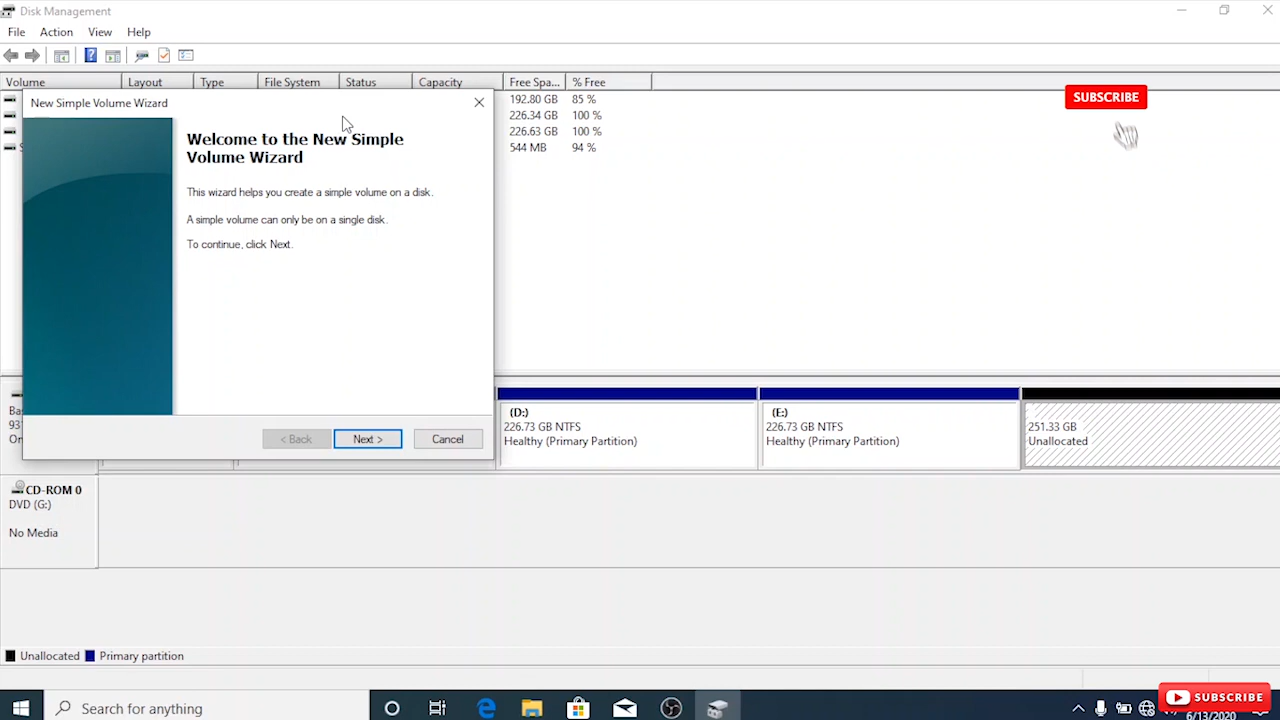 Disk Management
File Action View Help
Volume Layout Type File System Status Capacity Free Spa... % Free
192.80 GB 85 %
226.34 GB 100 %
226.63 GB 100 %
544 MB 94 %
SUBSCRIBE
New Simple Volume Wizard
Welcome to the New Simple
Volume Wizard
This wizard helps you create a simple volume on a disk.
A simple volume can only be on a single disk.
To continue, click Next.
< Back Next > Cancel
(D:)
226.73 GB NTFS
Healthy (Primary Partition)
(E:)
226.73 GB NTFS
Healthy (Primary Partition)
251.33 GB
Unallocated
CD-ROM 0
DVD (G:)
No Media
Unallocated Primary partition
Search for anything
SUBSCRIBE
6/13/2020